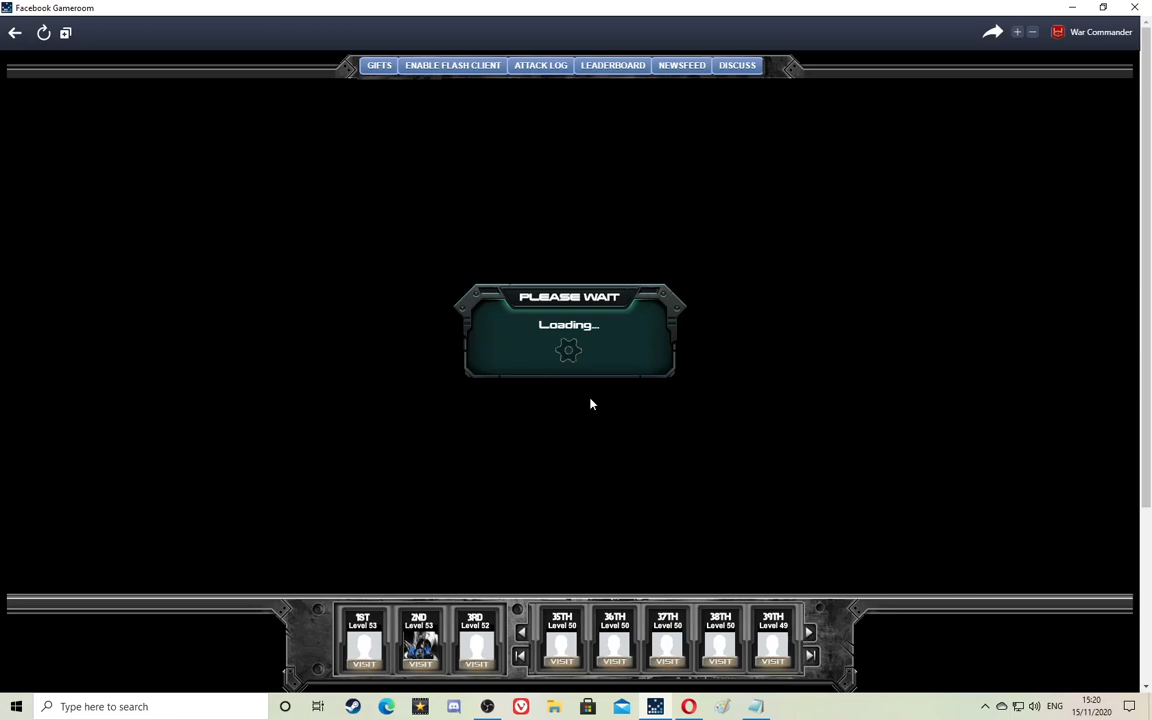 Facebook Gameroom
War Commander
GIFTS ENABLE FLASH CLIENT ATTACK LOG LEADERBOARD NEWSFEED DISCUSS
PLEASE WAIT
Loading...
1ST 2ND 3RD 35TH 36TH 37TH 38TH 39TH
Level 53 Level 53 Level 52 Level 50 Level 50 Level 50 Level 50 Level 49
VISIT VISIT VISIT VISIT VISIT VISIT VISIT VISIT
Type here to search
ENG
15:20
15/11/2020